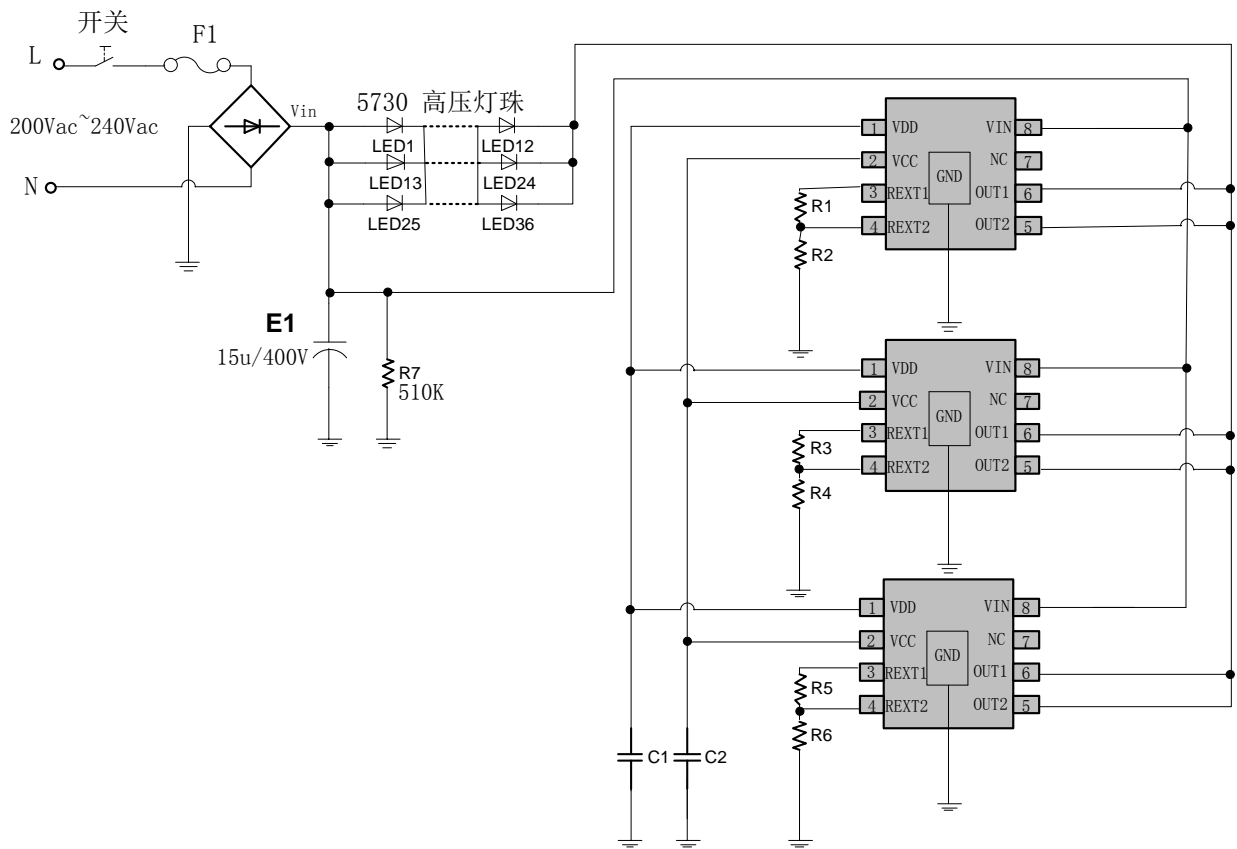 开关
L
F1
200Vac~240Vac
Vin
N
5730 高压灯珠
LED1
LED12
LED13
LED24
LED25
LED36
E1
15u/400V
R7
510K
1 VDD VIN 8
2 VCC NC 7
GND
3 REXT1 OUT1 6
4 REXT2 OUT2 5
R1
R2
1 VDD VIN 8
2 VCC NC 7
GND
3 REXT1 OUT1 6
4 REXT2 OUT2 5
R3
R4
1 VDD VIN 8
2 VCC NC 7
GND
3 REXT1 OUT1 6
4 REXT2 OUT2 5
R5
R6
C1
C2